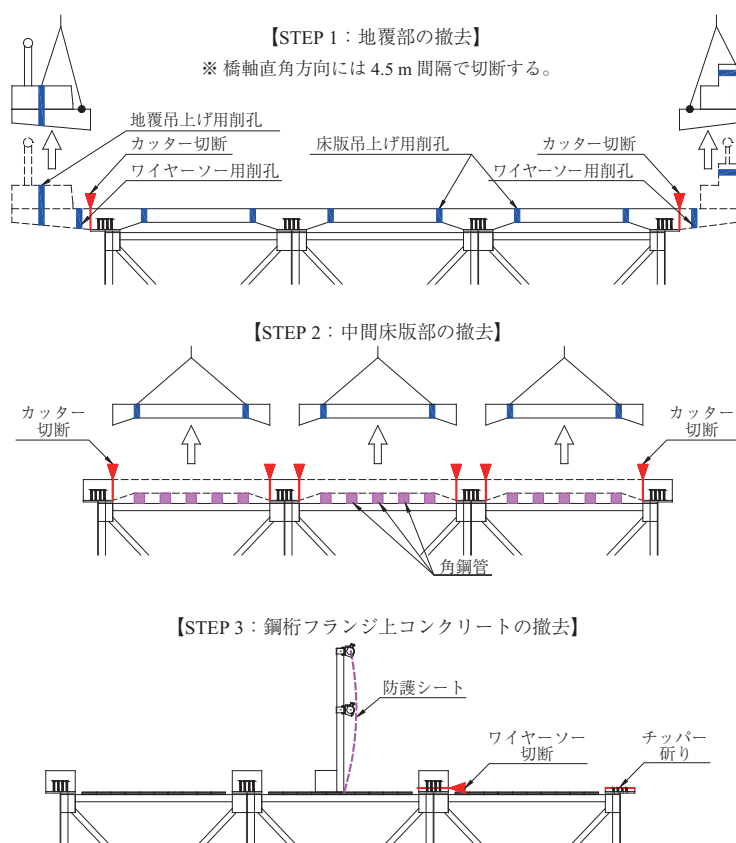 【STEP 1：地覆部の撤去】
※ 橋軸直角方向には 4.5 m 間隔で切断する。
地覆吊上げ用削孔
カッター切断
ワイヤーソー用削孔
床版吊上げ用削孔
カッター切断
ワイヤーソー用削孔
【STEP 2：中間床版部の撤去】
カッター
切断
カッター
切断
角鋼管
【STEP 3：鋼桁フランジ上コンクリートの撤去】
防護シート
ワイヤーソー
切断
チッパー
斫り